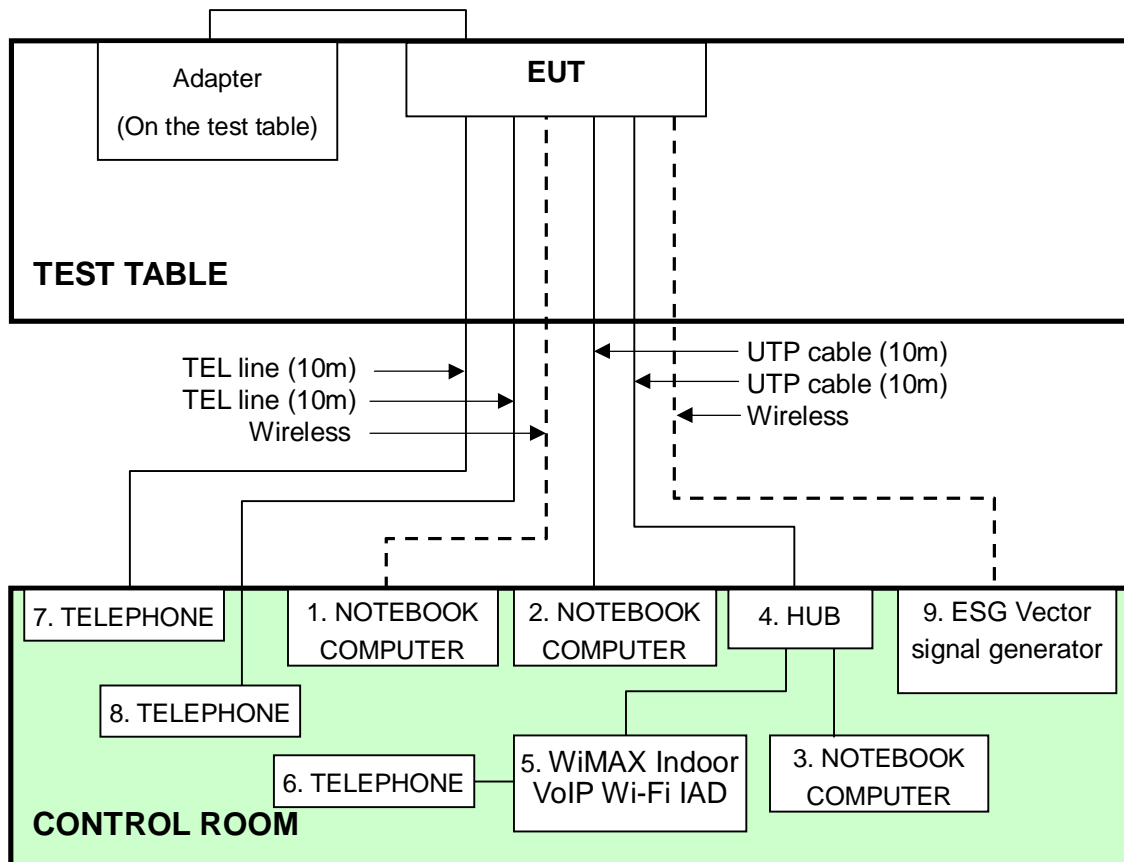 Adapter
(On the test table)
EUT
TEST TABLE
TEL line (10m)
TEL line (10m)
Wireless
UTP cable (10m)
UTP cable (10m)
Wireless
7. TELEPHONE
1. NOTEBOOK
COMPUTER
2. NOTEBOOK
COMPUTER
4. HUB
9. ESG Vector
signal generator
8. TELEPHONE
6. TELEPHONE
5. WiMAX Indoor
VoIP Wi-Fi IAD
3. NOTEBOOK
COMPUTER
CONTROL ROOM